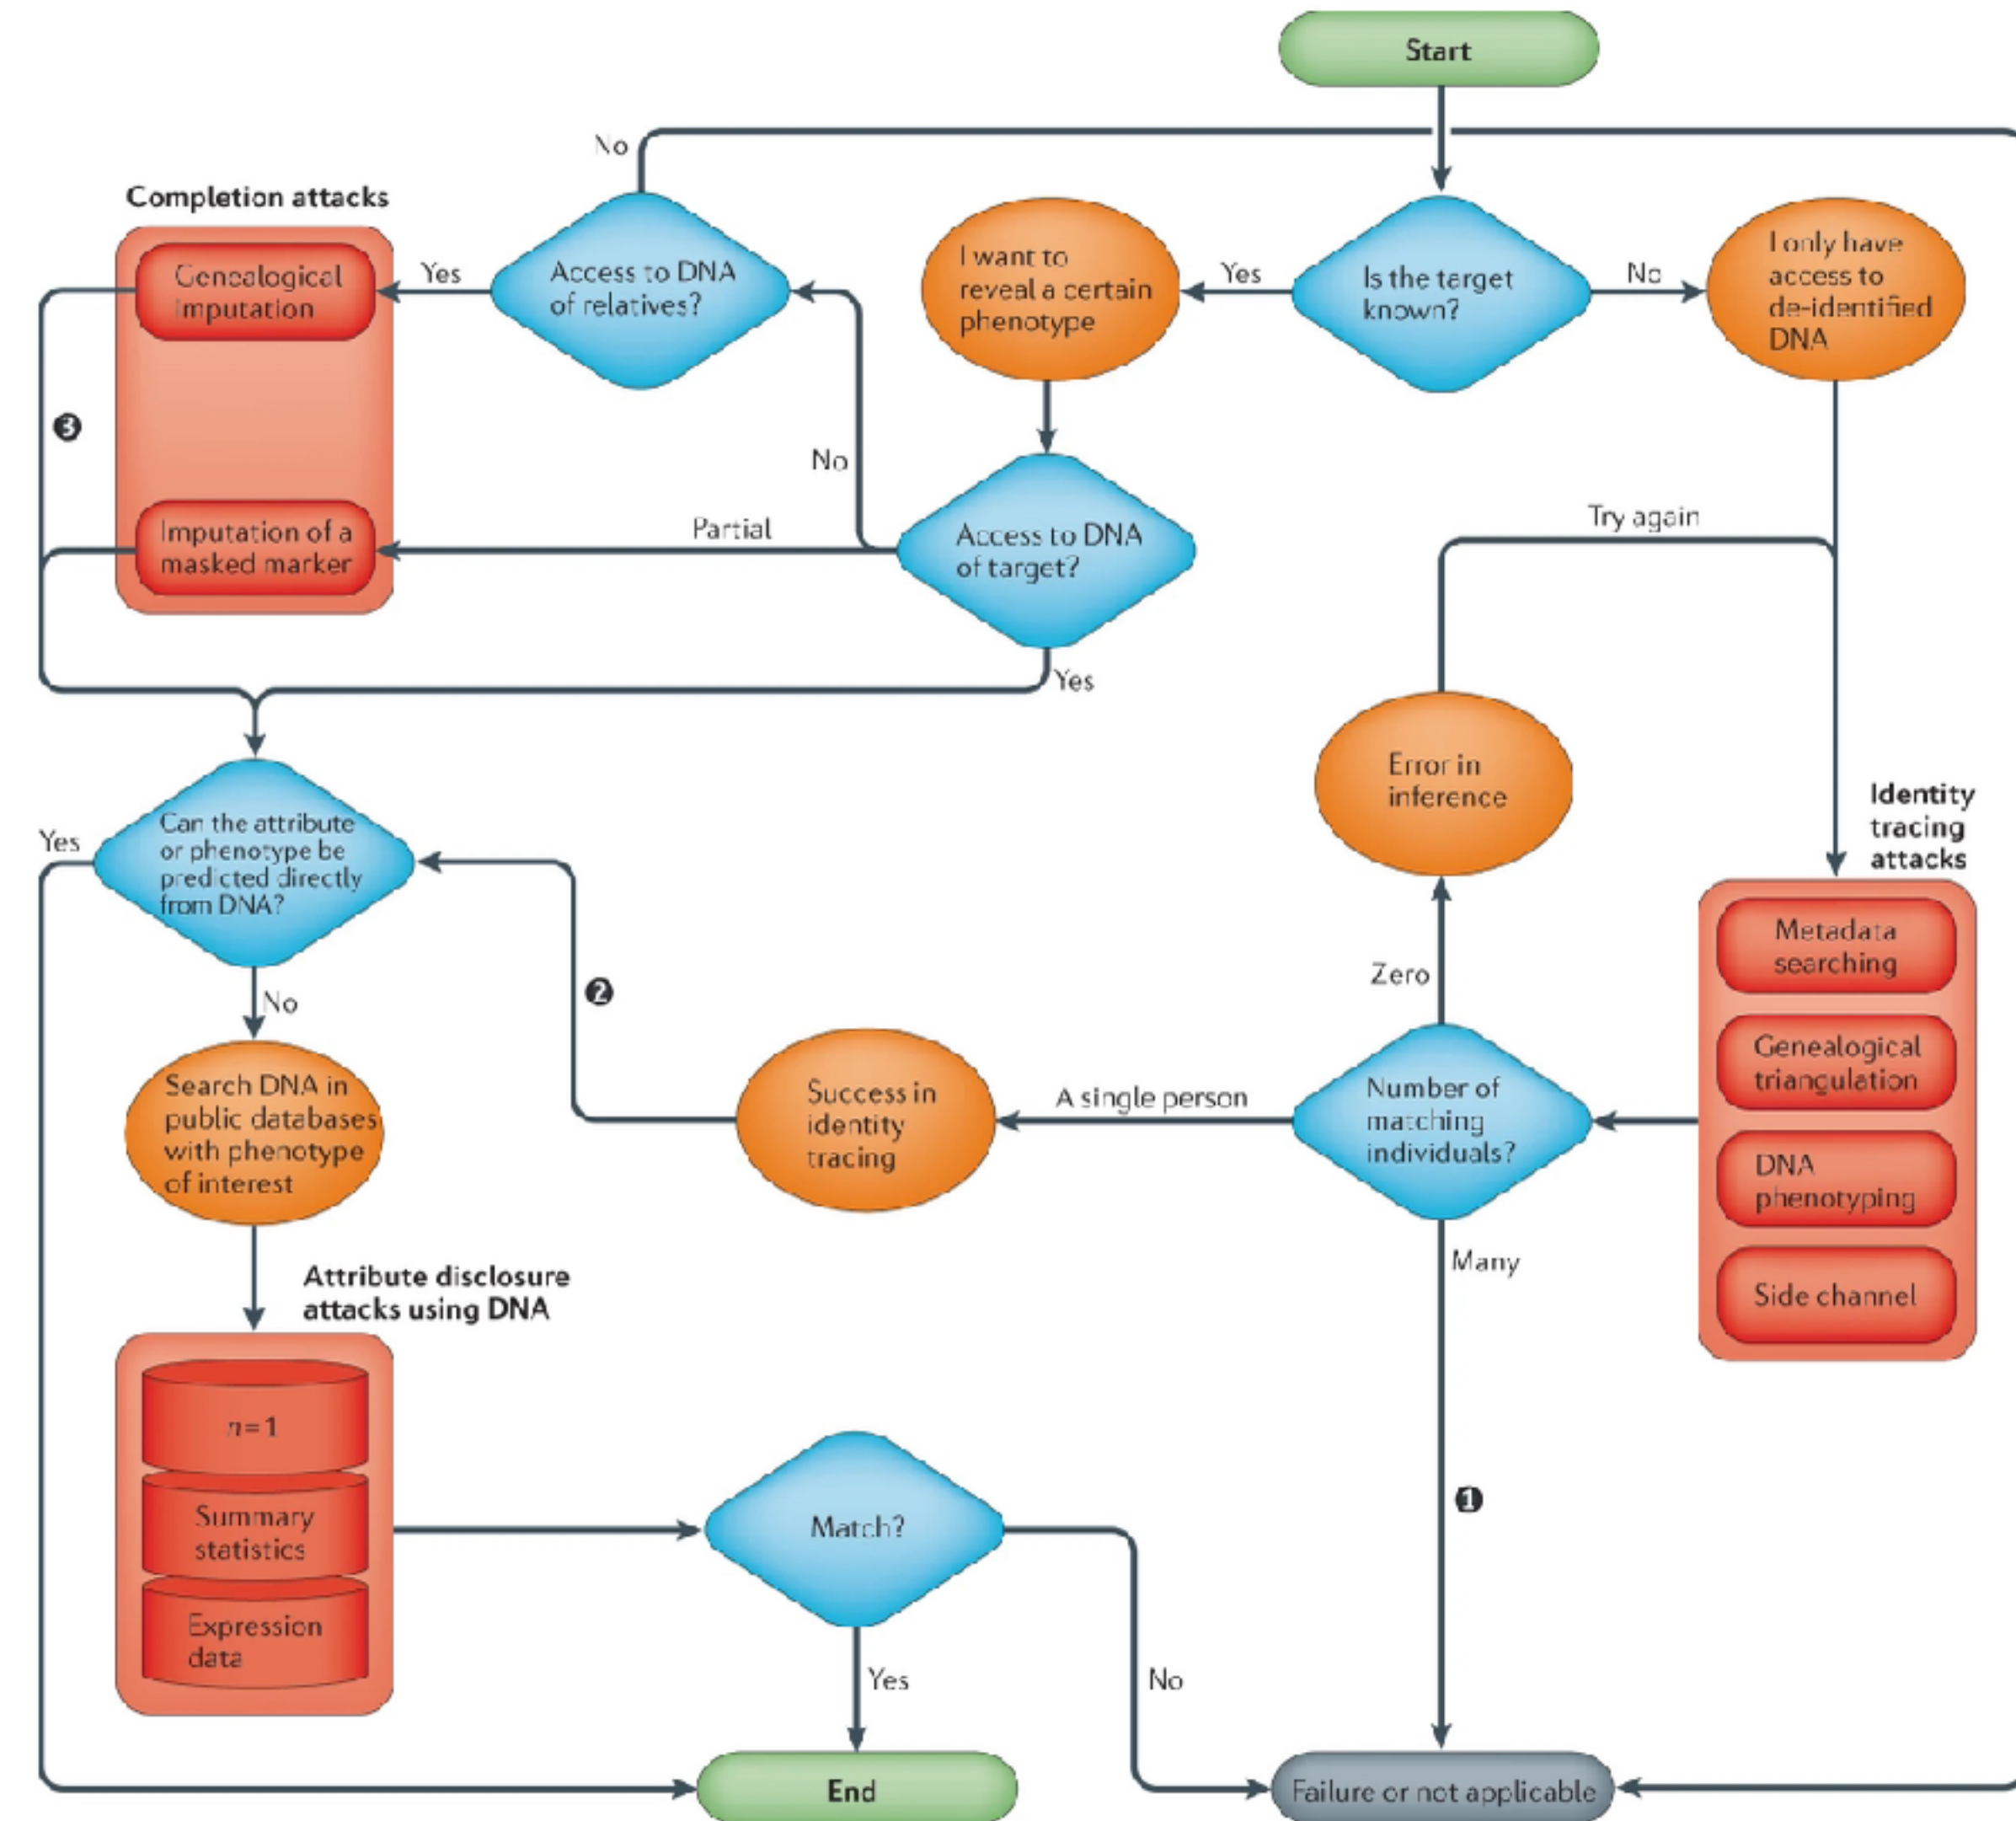 Start
No
Completion attacks
Genealogical
imputation
Yes
Access to DNA
of relatives?
I want to
reveal a certain
phenotype
Yes
Is the target
known?
No
I only have
access to
de-identified
DNA
3
No
Imputation of a
masked marker
Partial
Access to DNA
of target?
Try again
Yes
Error in
inference
Identity
tracing
attacks
Yes
Can the attribute
or phenotype be
predicted directly
from DNA?
Metadata
searching
Zero
2
No
Search DNA in
public databases
with phenotype
of interest
Success in
identity
tracing
A single person
Number of
matching
individuals?
Genealogical
triangulation
DNA
phenotyping
Many
Side channel
Attribute disclosure
attacks using DNA
n=1
Summary
statistics
Expression
data
Match?
1
Yes
No
End
Failure or not applicable